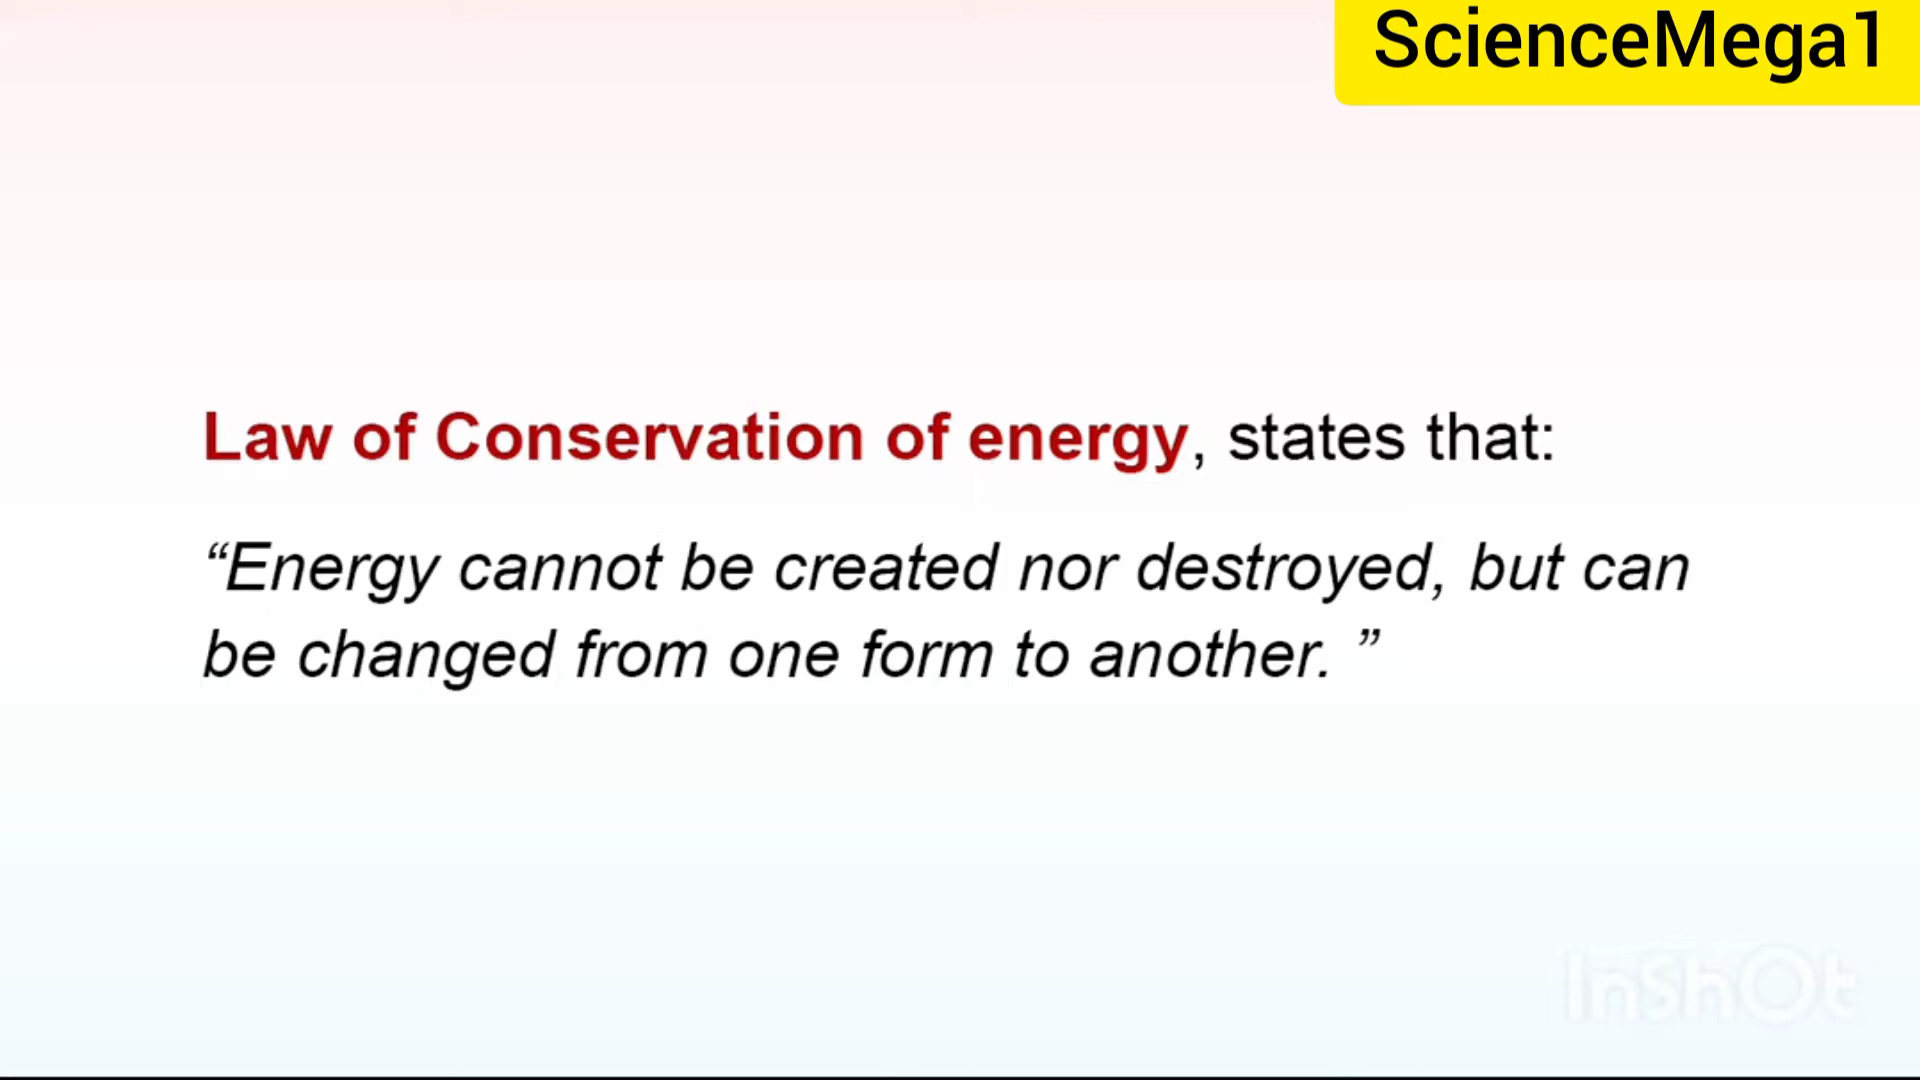 ScienceMega1
Law of Conservation of energy, states that:
“Energy cannot be created nor destroyed, but can
be changed from one form to another. ”
InShOt